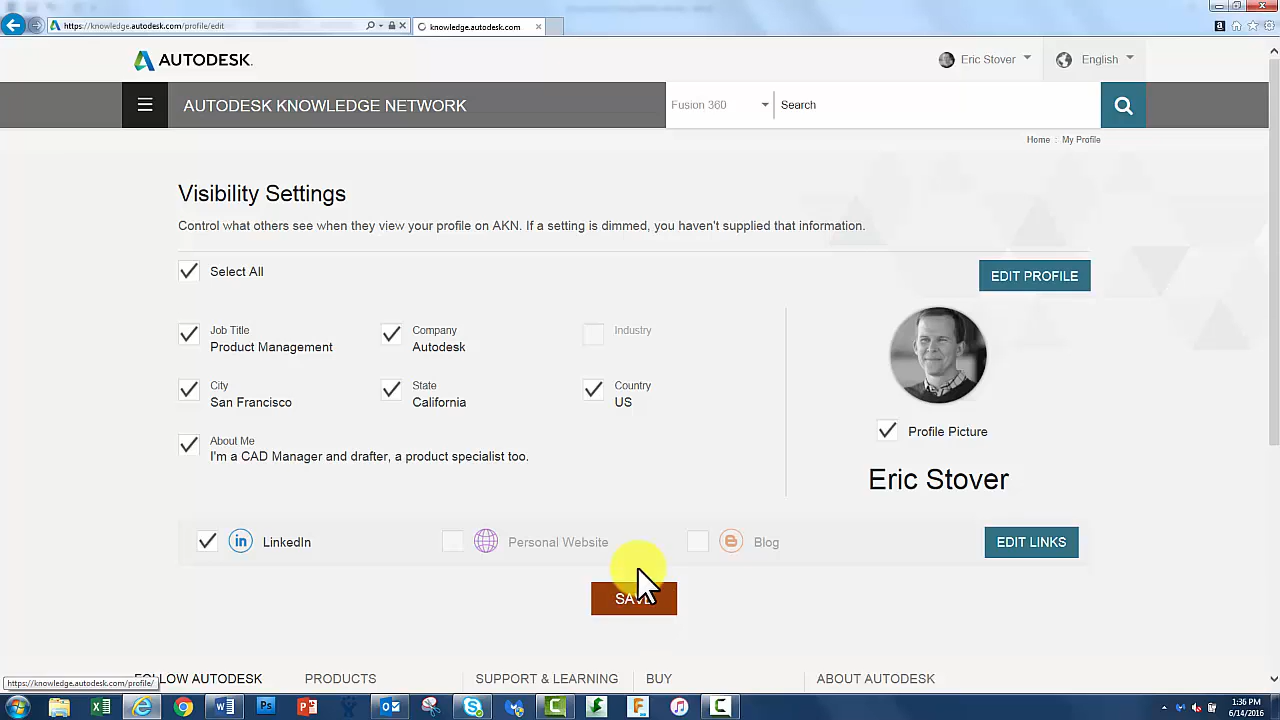 https://knowledge.autodesk.com/profile/edit
knowledge.autodesk.com
AUTODESK.
Eric Stover
English
AUTODESK KNOWLEDGE NETWORK
Fusion 360
Search
Home : My Profile
Visibility Settings
Control what others see when they view your profile on AKN. If a setting is dimmed, you haven't supplied that information.
Select All
EDIT PROFILE
Job Title
Product Management
Company
Autodesk
Industry
City
San Francisco
State
California
Country
US
About Me
I'm a CAD Manager and drafter, a product specialist too.
Profile Picture
Eric Stover
LinkedIn
Personal Website
Blog
EDIT LINKS
https://knowledge.autodesk.com/profile/
FOLLOW AUTODESK
PRODUCTS
SUPPORT & LEARNING
BUY
ABOUT AUTODESK
1:36 PM
6/14/2016